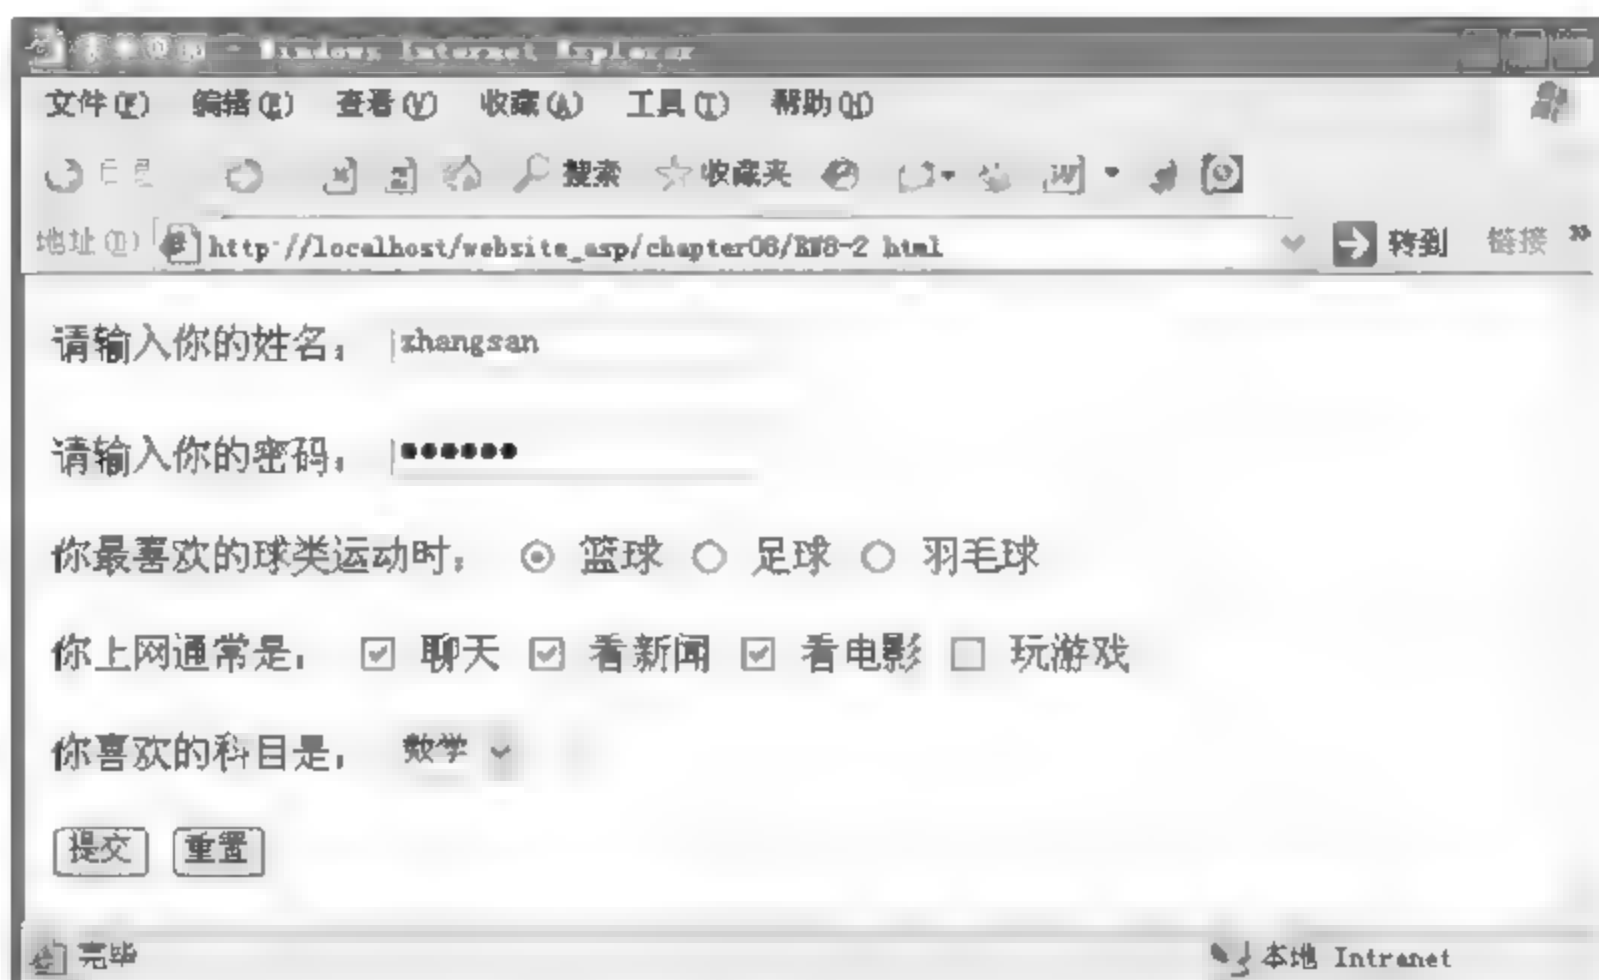 Windows Internet Explorer
文件(F) 编辑(E) 查看(V) 收藏(A) 工具(T) 帮助(H)
搜索 收藏夹
地址(D) http://localhost/website_asp/chapter08/RW8-2 html 转到 链接 »
请输入你的姓名： zhangsan
请输入你的密码： ●●●●●●
你最喜欢的球类运动时： 篮球 足球 羽毛球
你上网通常是： 聊天 看新闻 看电影 玩游戏
你喜欢的科目是： 数学
提交 重置
完毕 本地 Intranet